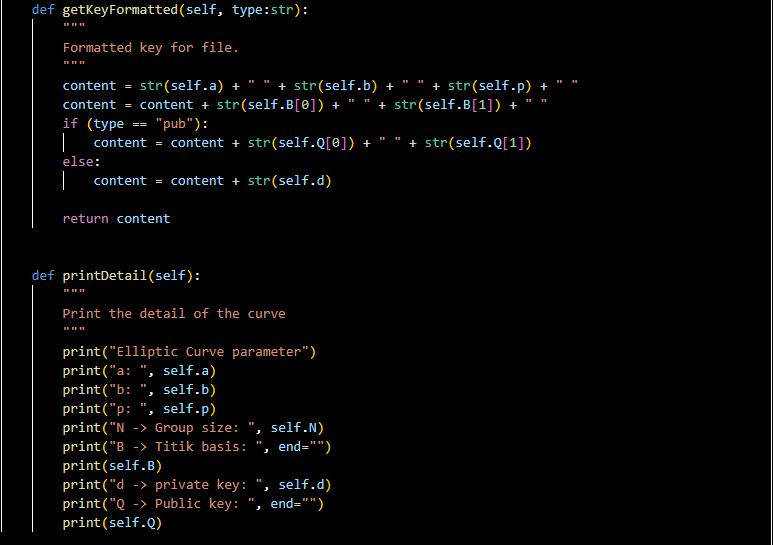 def getKeyFormatted(self, type:str):
    """
    Formatted key for file.
    """
    content = str(self.a) + " " + str(self.b) + " " + str(self.p) + " "
    content = content + str(self.B[0]) + " " + str(self.B[1]) + " "
    if (type == "pub"):
        content = content + str(self.Q[0]) + " " + str(self.Q[1])
    else:
        content = content + str(self.d)
    return content
def printDetail(self):
    """
    Print the detail of the curve
    """
    print("Elliptic Curve parameter")
    print("a: ", self.a)
    print("b: ", self.b)
    print("p: ", self.p)
    print("N -> Group size: ", self.N)
    print("B -> Titik basis: ", end="")
    print(self.B)
    print("d -> private key: ", self.d)
    print("Q -> Public key: ", end="")
    print(self.Q)